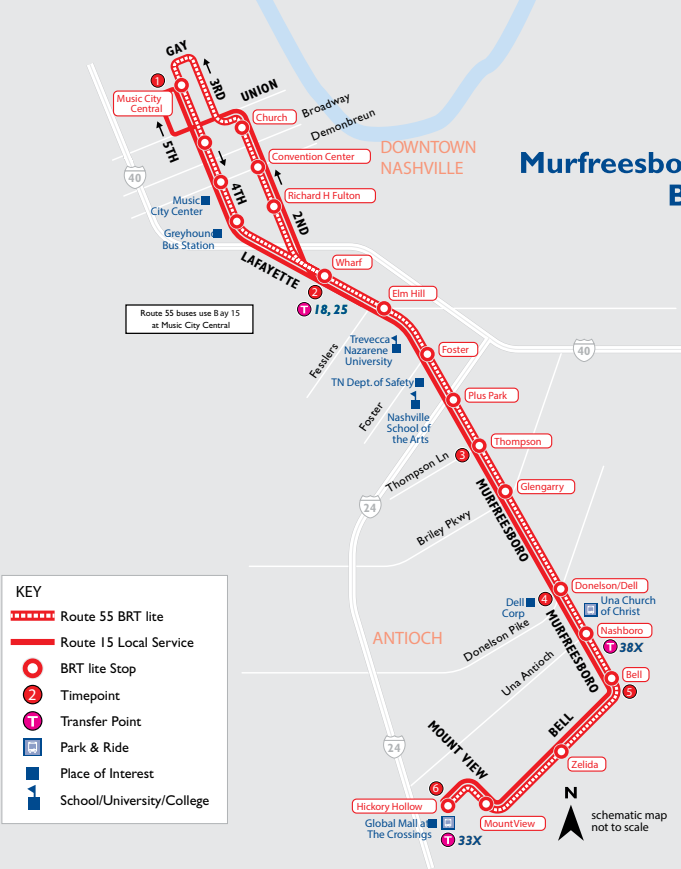 GAY
3RD
1
Music City
Central
UNION
Broadway
Demonbreun
Church
5TH
DOWNTOWN
NASHVILLE
Convention Center
Murfreesbo
B
40
4TH
Richard H Fulton
Music
City Center
2ND
Greyhoun
Bus Station
LAFAYETTE
Wharf
2
T 18, 25
Elm Hill
Route 55 buses use Bay 15
at Music City Central
Trevecca
Nazarene
University
Foster
40
Fesslers
TN Dept. of Safety
Plus Park
Foster
Nashville
School of
the Arts
Thompson
3
Thompson Ln
Glengarry
24
MURFREESBORO
Briley Pkwy
KEY
Route 55 BRT lite
Route 15 Local Service
BRT lite Stop
2
Timepoint
T
Transfer Point
Park & Ride
Place of Interest
School/University/College
Donelson/Dell
4
Dell
Corp
Una Church
of Christ
Nashboro
T 38X
ANTIOCH
Donelson Pike
MURFREESBORO
Una Antioch
Bell
5
24
BELL
MOUNT VIEW
Zelida
6
Hickory Hollow
MountView
Global Mall at
The Crossings
T 33X
N
schematic map
not to scale